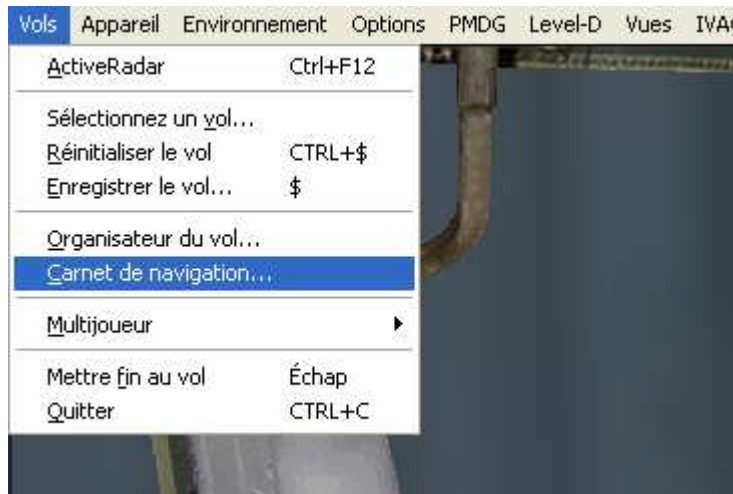 Vols Appareil Environnement Options PMDG Level-D Vues
ActiveRadar Ctrl+F12
Sélectionnez un vol...
Réinitialiser le vol CTRL+$
Enregistrer le vol... $
Organisateur du vol...
Carnet de navigation...
Multijoueur
Mettre fin au vol Échap
Quitter CTRL+C